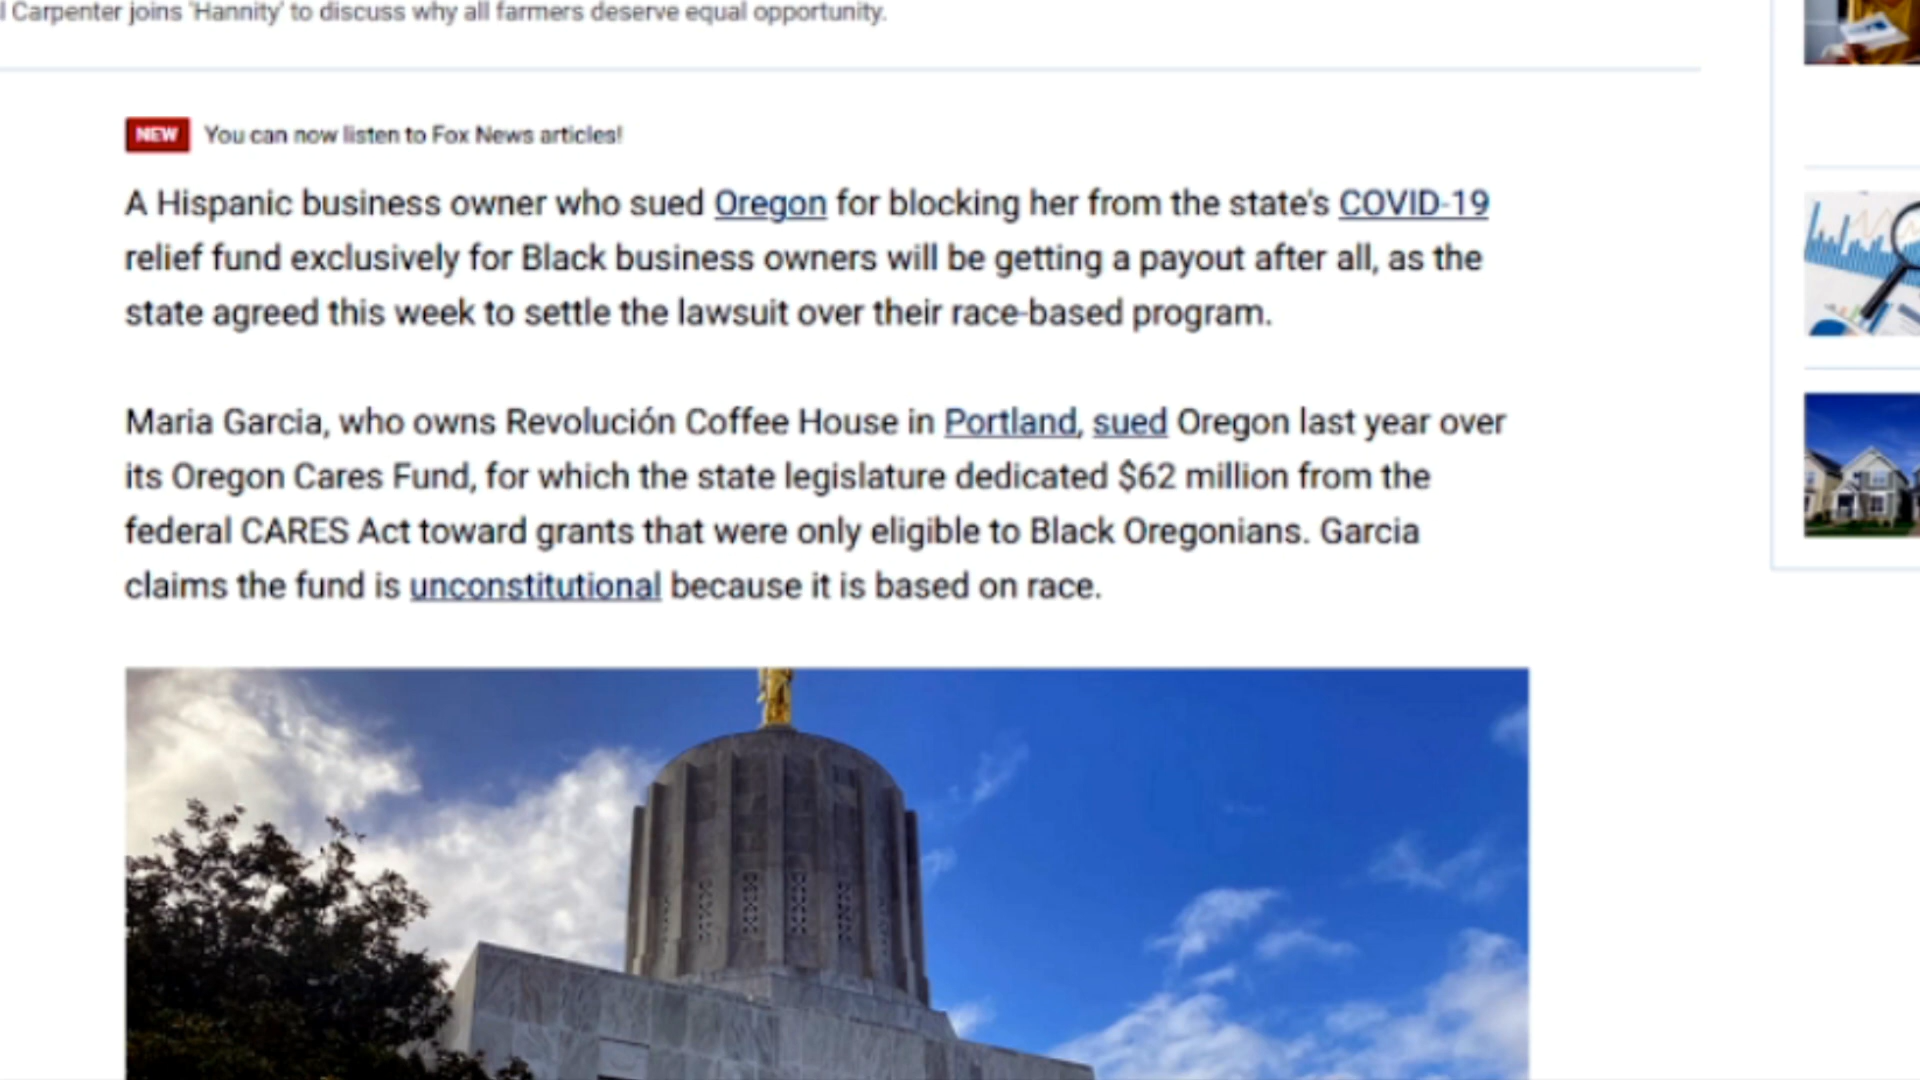 l Carpenter joins 'Hannity' to discuss why all farmers deserve equal opportunity.
NEW You can now listen to Fox News articles!
A Hispanic business owner who sued Oregon for blocking her from the state's COVID-19
relief fund exclusively for Black business owners will be getting a payout after all, as the
state agreed this week to settle the lawsuit over their race-based program.
Maria Garcia, who owns Revolución Coffee House in Portland, sued Oregon last year over
its Oregon Cares Fund, for which the state legislature dedicated $62 million from the
federal CARES Act toward grants that were only eligible to Black Oregonians. Garcia
claims the fund is unconstitutional because it is based on race.